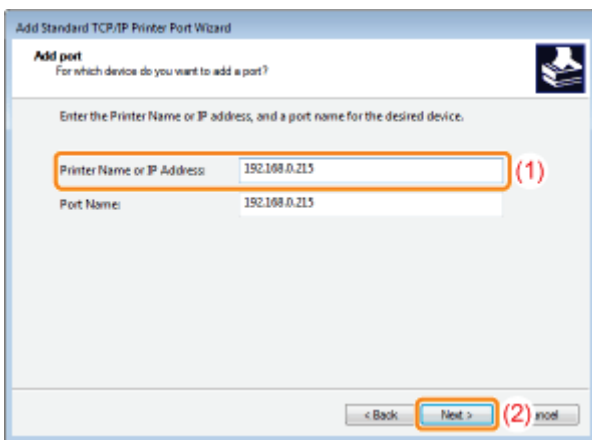 Add Standard TCP/IP Printer Port Wizard
Add port
For which device do you want to add a port?
Enter the Printer Name or IP address, and a port name for the desired device.
Printer Name or IP Address: 192.168.0.215 (1)
Port Name: 192.168.0.215
< Back Next > (2) ncel